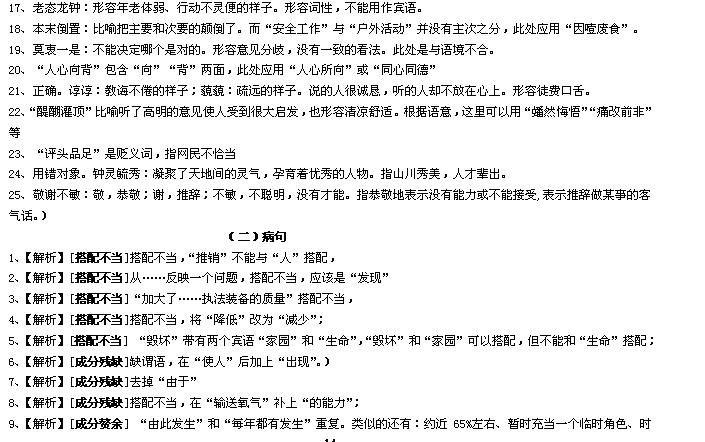 17、老态龙钟：形容年老体弱、行动不灵便的样子。形容词性，不能用作宾语。
18、本末倒置：比喻把主要和次要的颠倒了。而“安全工作”与“户外活动”并没有主次之分，此处应用“因噎废食”。
19、莫衷一是：不能决定哪个是对的。形容意见分歧，没有一致的看法。此处是与语境不合。
20、“人心向背”包含“向”“背”两面，此处应用“人心所向”或“同心同德”
21、正确。谆谆：教诲不倦的样子；藐藐：疏远的样子。说的人很诚恳，听的人却不放在心上。形容徒费口舌。
22、“醍醐灌顶”比喻听了高明的意见使人受到很大启发，也形容清凉舒适。根据语意，这里可以用“蟠然悔悟”“痛改前非”
等
23、“评头品足”是贬义词，指网民不恰当
24、用错对象。钟灵毓秀：凝聚了天地间的灵气，孕育着优秀的人物。指山川秀美，人才辈出。
25、敬谢不敏：敬，恭敬；谢，推辞；不敏，不聪明，没有才能。指恭敬地表示没有能力或不能接受,表示推辞做某事的客
气话。）
（二）病句
1、【解析】[搭配不当]搭配不当，“推销”不能与“人”搭配，
2、【解析】[搭配不当]从……反映一个问题，搭配不当，应该是“发现”
3、【解析】[搭配不当]“加大了……执法装备的质量”搭配不当，
4、【解析】[搭配不当]搭配不当，将“降低”改为“减少”；
5、【解析】[搭配不当] “毁坏”带有两个宾语“家园”和“生命”，“毁坏”和“家园”可以搭配，但不能和“生命”搭配；
6、【解析】[成分残缺]缺谓语，在“使人”后加上“出现”。）
7、【解析】[成分残缺]去掉“由于”
8、【解析】[成分残缺]搭配不当，在“输送氧气”补上“的能力”；
9、【解析】[成分赘余] “由此发生”和“每年都有发生”重复。类似的还有：约近 65%左右、暂时充当一个临时角色、时